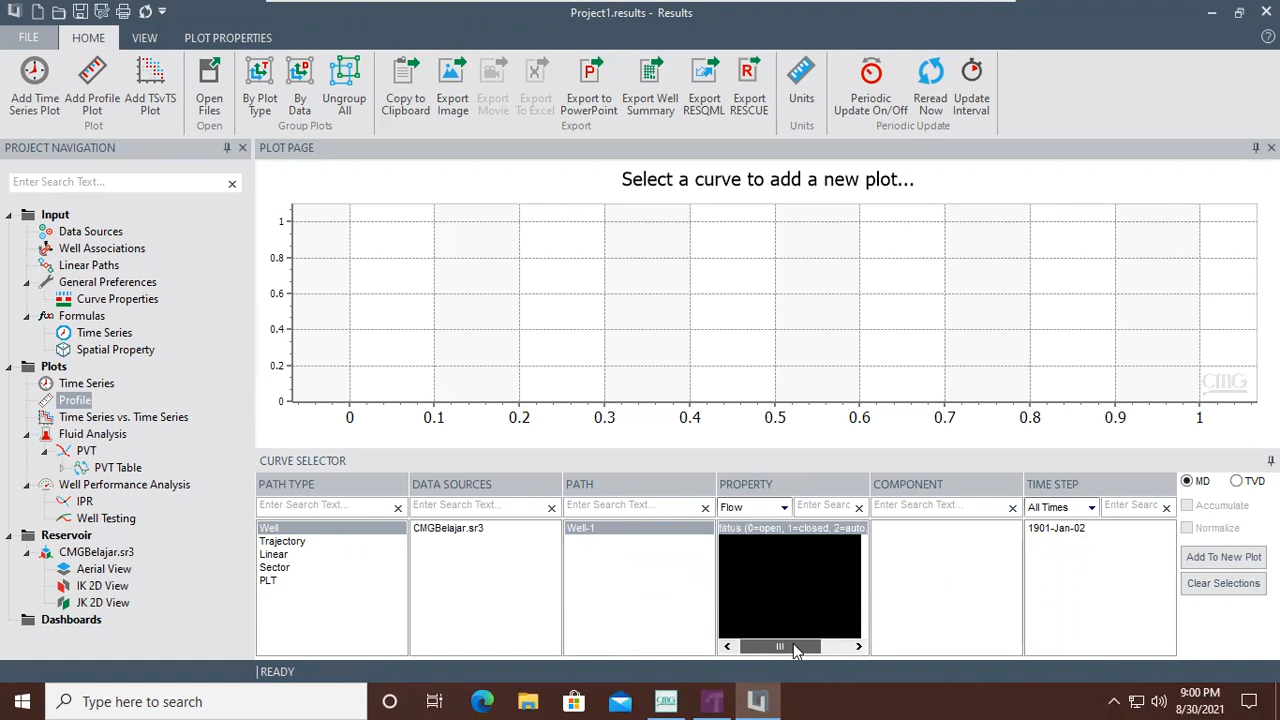 Project1.results - Results
FILE HOME VIEW PLOT PROPERTIES
Add Time Series Plot
Add Profile Plot
Add TSvTS Plot
Plot
Open Files
Open
By Plot Type
By Data
Ungroup All
Group Plots
Copy to Clipboard
Export Image
Export Movie
Export To Excel
Export to PowerPoint
Export Well Summary
Export RESQML
Export RESCUE
Export
Units
Units
Periodic Update On/Off
Reread Now
Update Interval
Periodic Update
PROJECT NAVIGATION
Enter Search Text...
Input
Data Sources
Well Associations
Linear Paths
General Preferences
Curve Properties
Formulas
Time Series
Spatial Property
Plots
Time Series
Profile
Time Series vs. Time Series
Fluid Analysis
PVT
PVT Table
Well Performance Analysis
IPR
Well Testing
Reservoir
CMGBelajar.sr3
Aerial View
IK 2D View
JK 2D View
Dashboards
PLOT PAGE
Select a curve to add a new plot...
1
0.8
0.6
0.4
0.2
0
0 0.1 0.2 0.3 0.4 0.5 0.6 0.7 0.8 0.9 1
CMG
CURVE SELECTOR
PATH TYPE DATA SOURCES PATH PROPERTY COMPONENT TIME STEP
Enter Search Text... Enter Search Text... Enter Search Text... Flow Enter Searc Enter Search Text... All Times Enter Searc
Well CMGBelajar.sr3 Well-1 tatus (0=open, 1=closed, 2=auto, 1901-Jan-02
Trajectory
Linear
Sector
PLT
MD TVD
Accumulate
Normalize
Add To New Plot
Clear Selections
READY
Type here to search
CMG
9:00 PM
8/30/2021